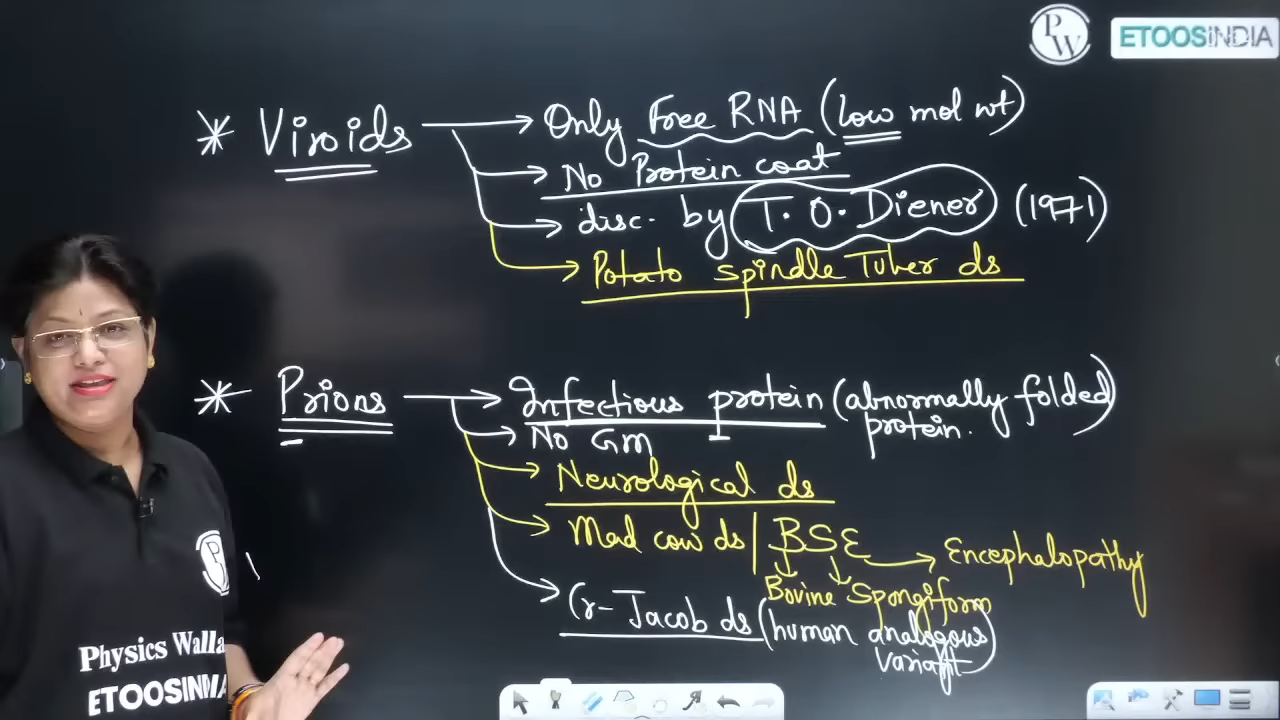 PW ETOOSINDIA
* Viroids → Only Free RNA (low mol wt)
→ No Protein coat
→ disc. by T.O. Diener (1971)
→ Potato spindle Tuber ds
* Prions → Infectious protein (abnormally folded protein.)
→ No Gm
→ Neurological ds
→ Mad cow ds | BSE → Encephalopathy
Bovine Spongiform
→ Cr-Jacob ds (human analogous variant)
PW
Physics Walla
ETOOSINDIA